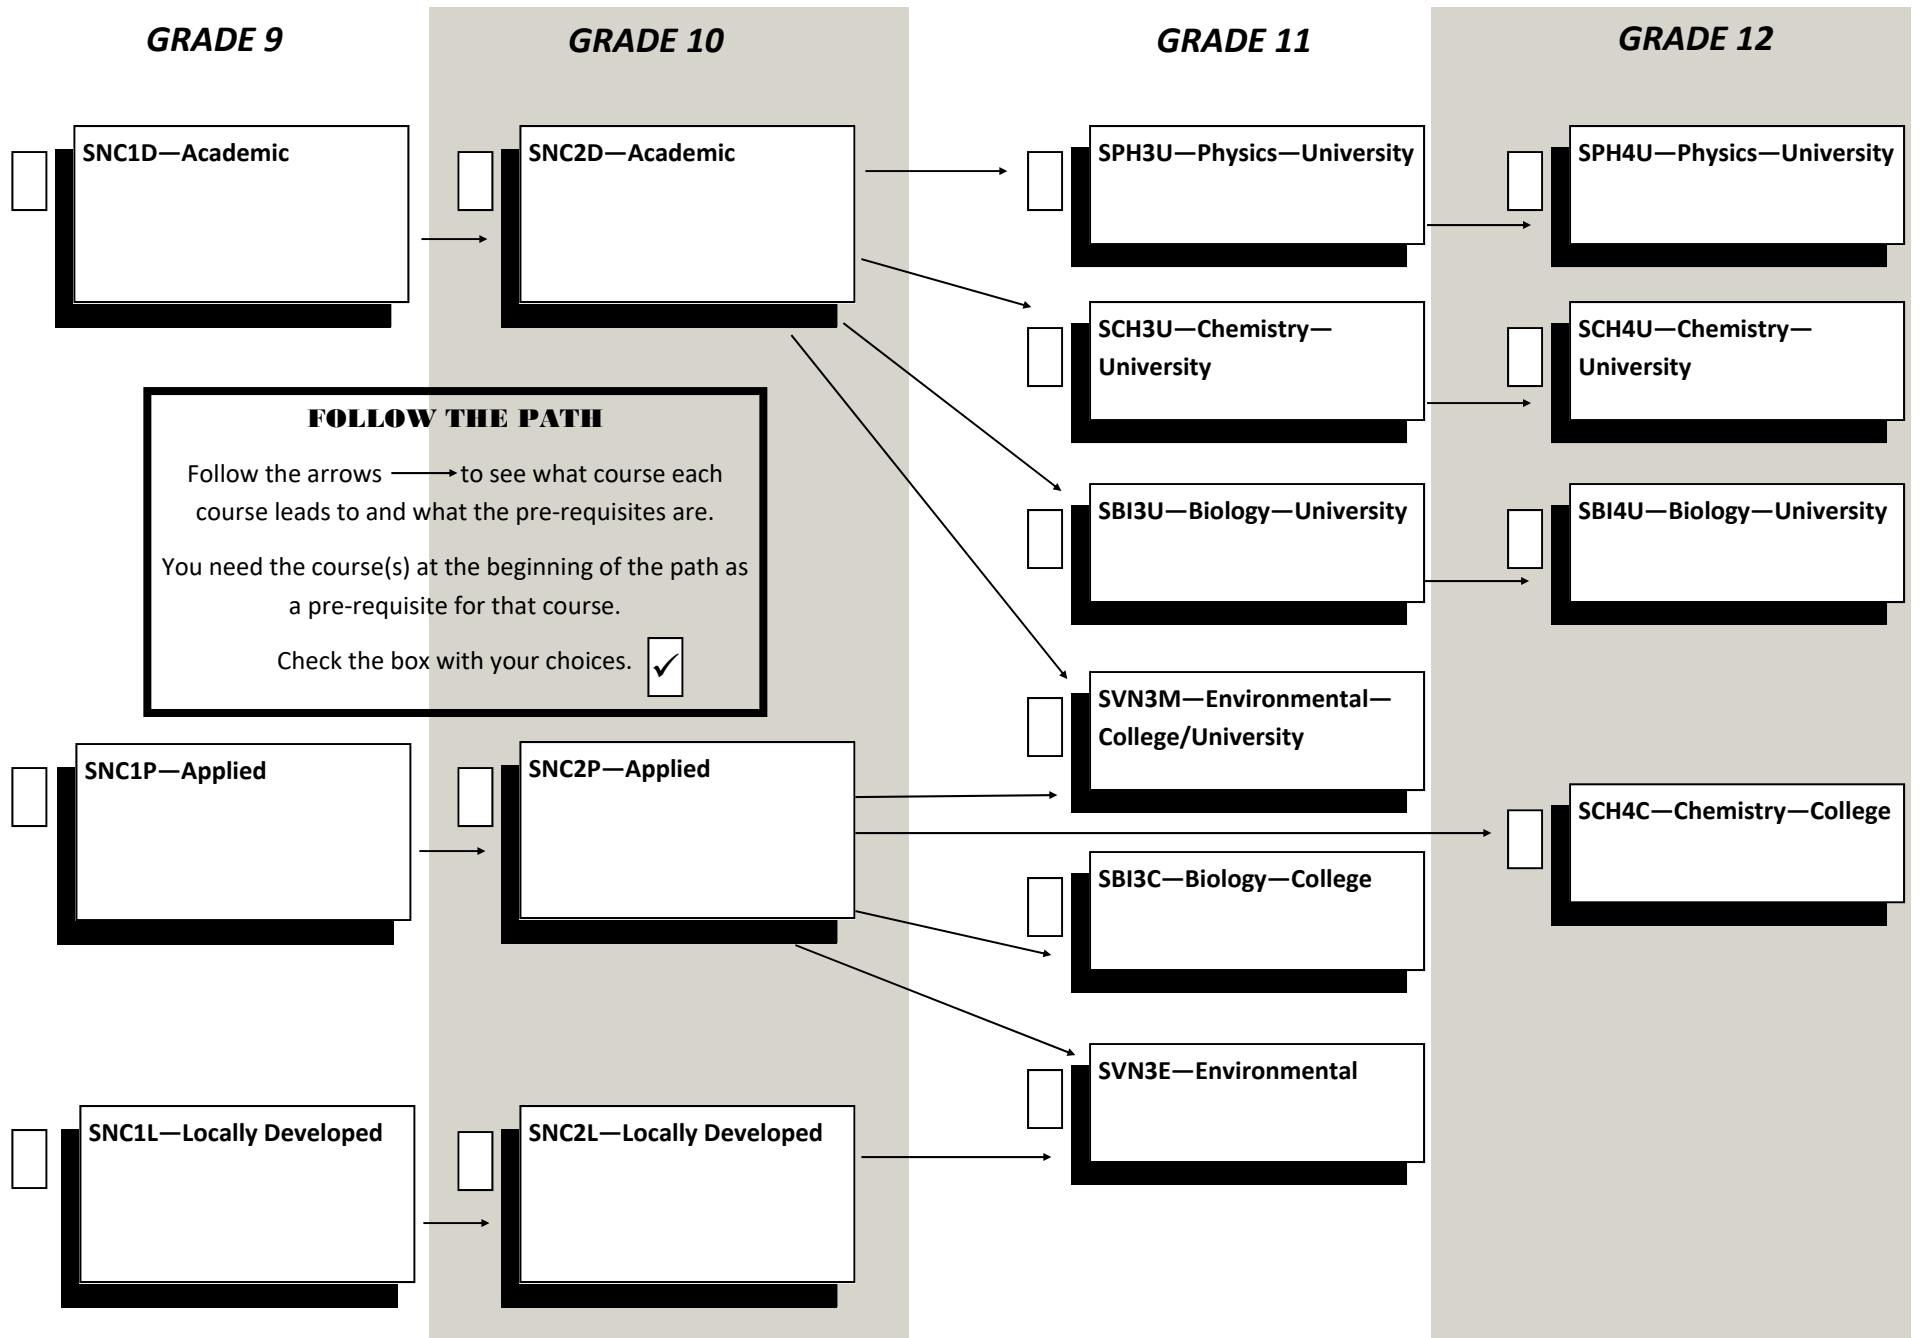 GRADE 9
GRADE 10
GRADE 11
GRADE 12
SNC1D—Academic
SNC2D—Academic
SPH3U—Physics—University
SPH4U—Physics—University
SCH3U—Chemistry—
University
SCH4U—Chemistry—
University
FOLLOW THE PATH
Follow the arrows to see what course each
course leads to and what the pre-requisites are.
You need the course(s) at the beginning of the path as
a pre-requisite for that course.
Check the box with your choices. ✓
SBI3U—Biology—University
SBI4U—Biology—University
SVN3M—Environmental—
College/University
SNC1P—Applied
SNC2P—Applied
SCH4C—Chemistry—College
SBI3C—Biology—College
SVN3E—Environmental
SNC1L—Locally Developed
SNC2L—Locally Developed